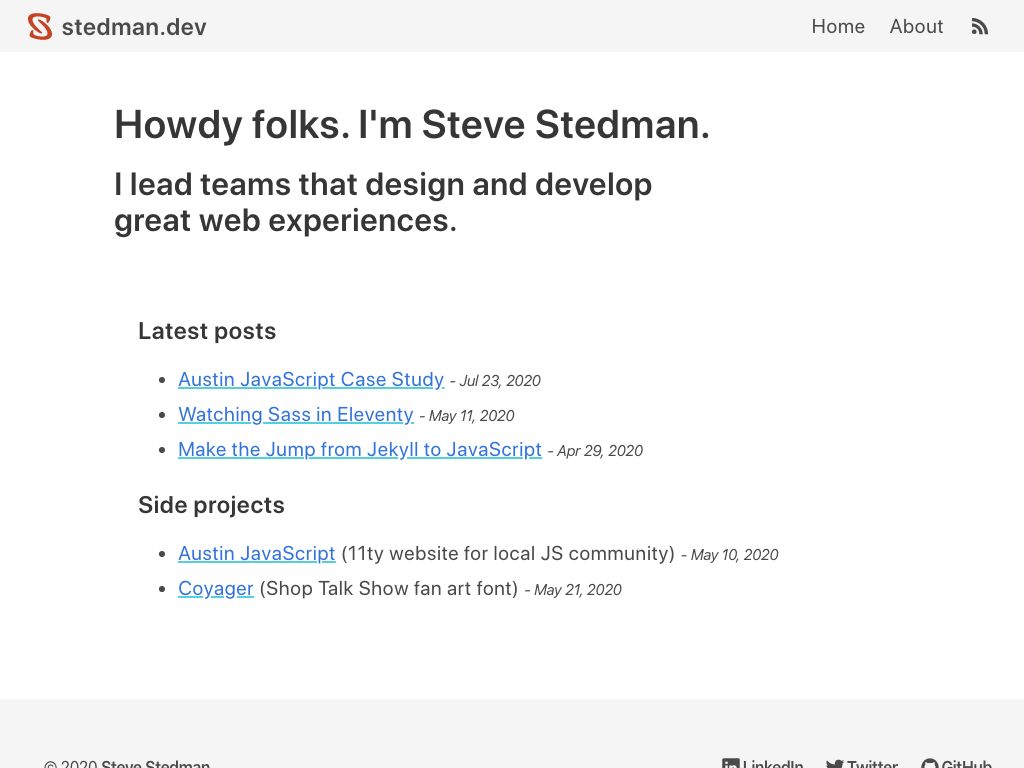 stedman.dev
Home
About
Howdy folks. I'm Steve Stedman.
I lead teams that design and develop
great web experiences.
Latest posts
Austin JavaScript Case Study - Jul 23, 2020
Watching Sass in Eleventy - May 11, 2020
Make the Jump from Jekyll to JavaScript - Apr 29, 2020
Side projects
Austin JavaScript (11ty website for local JS community) - May 10, 2020
Coyager (Shop Talk Show fan art font) - May 21, 2020
© 2020 Steve Stedman
LinkedIn
Twitter
GitHub